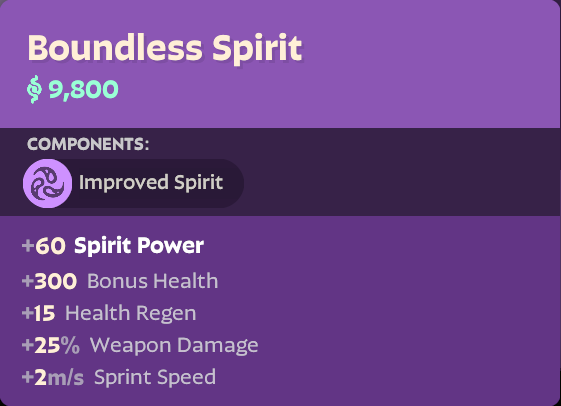 Boundless Spirit
9,800
COMPONENTS:
Improved Spirit
+60 Spirit Power
+300 Bonus Health
+15 Health Regen
+25% Weapon Damage
+2m/s Sprint Speed